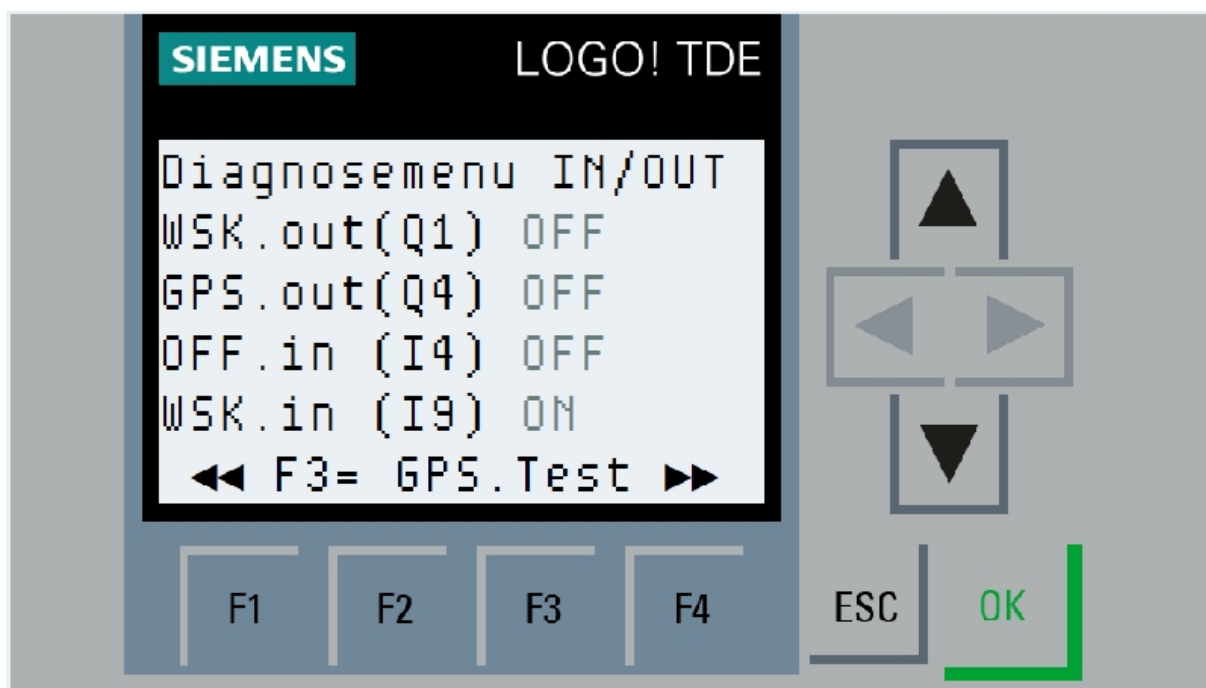 SIEMENS LOGO! TDE
Diagnosemenu IN/OUT
WSK.out(Q1) OFF
GPS.out(Q4) OFF
OFF.in (I4) OFF
WSK.in (I9) ON
◀◀ F3= GPS.Test ▶▶
F1 F2 F3 F4 ESC OK